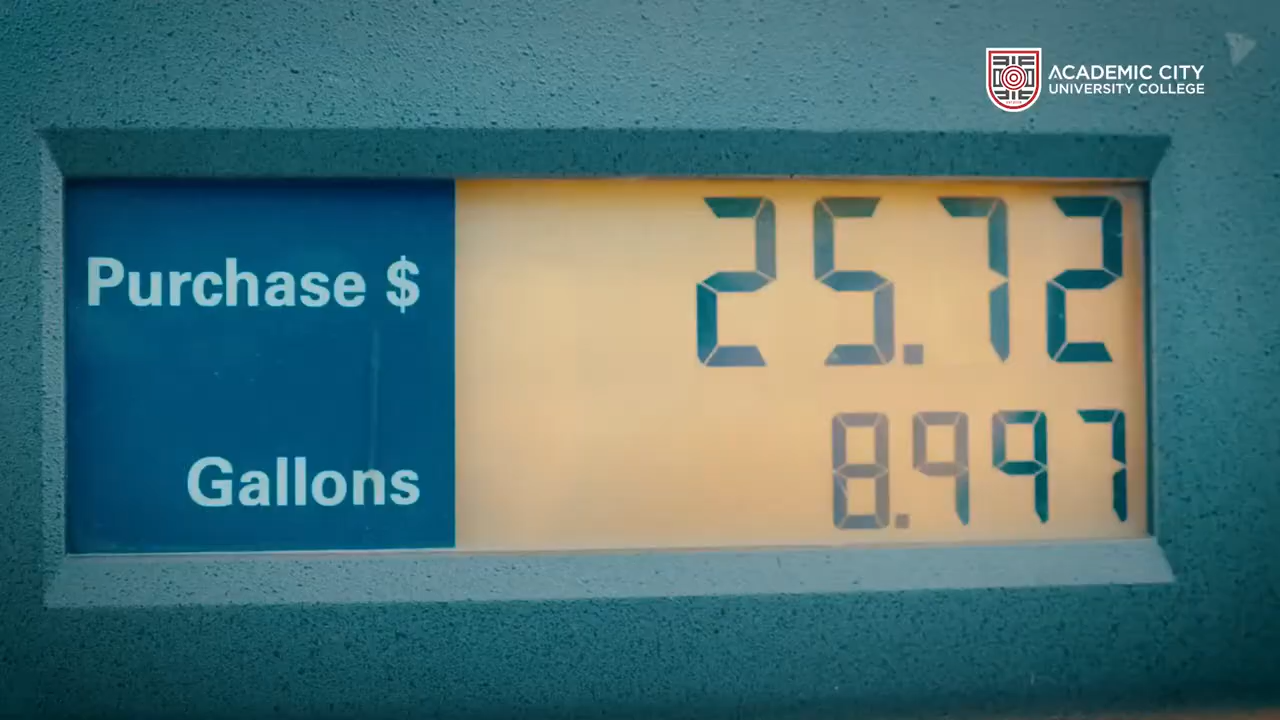 ACADEMIC CITY
UNIVERSITY COLLEGE
Purchase $ 25.72
Gallons 8.997